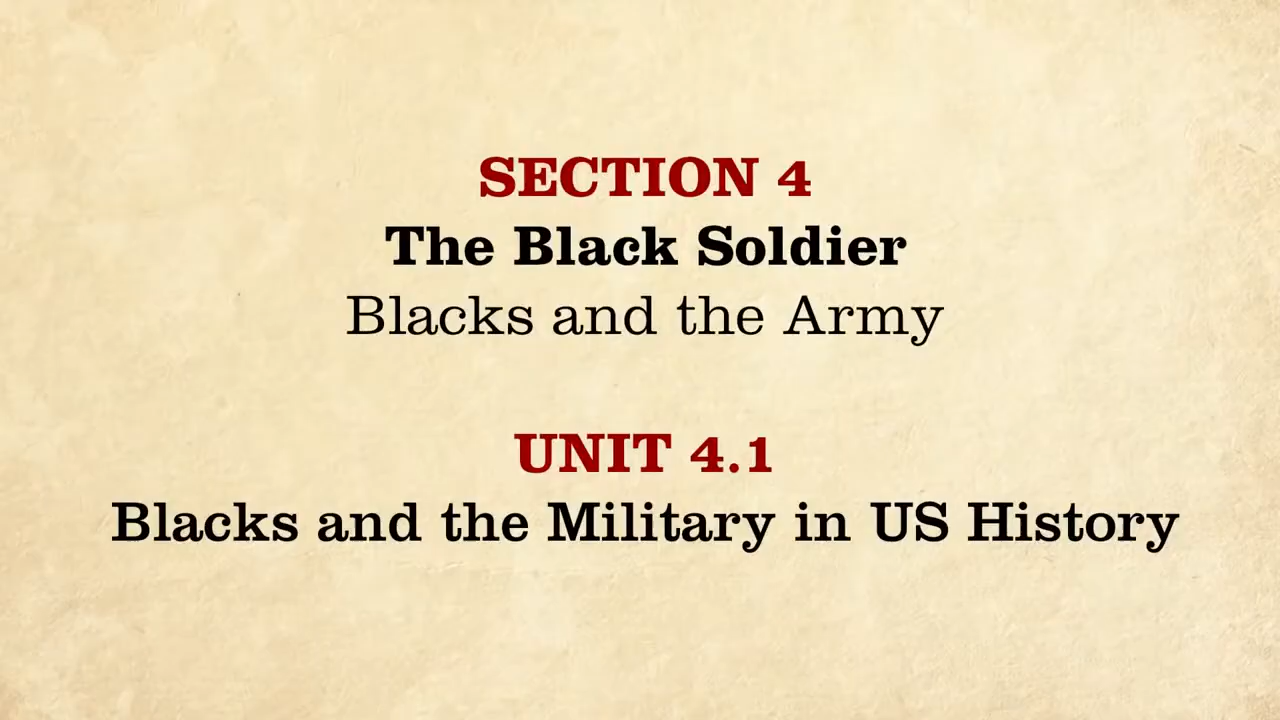 SECTION 4
The Black Soldier
Blacks and the Army
UNIT 4.1
Blacks and the Military in US History